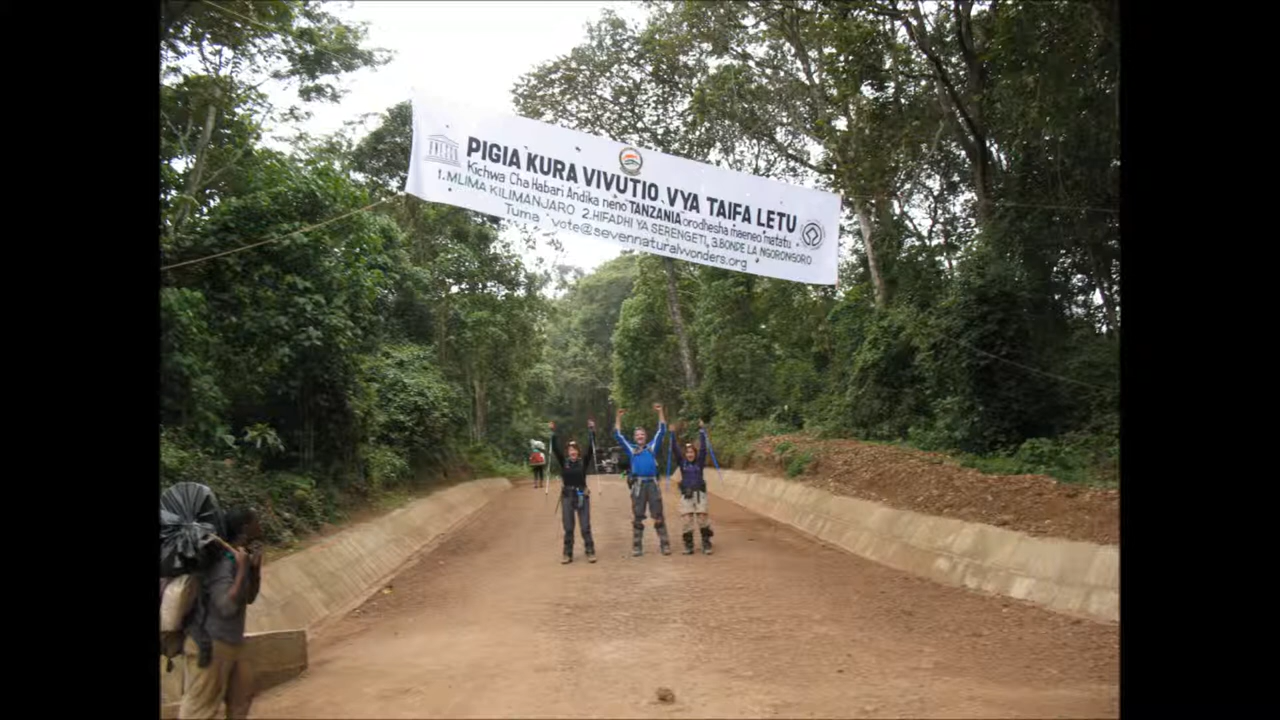 UNESCO
PIGIA KURA VIVUTIO VYA TAIFA LETU
Kichwa Cha Habari Andika neno TANZANIA orodhesha maeneo matatu
1.MLIMA KILIMANJARO 2.HIFADHI YA SERENGETI, 3.BONDE LA NGORONGORO
Tuma vote@sevennaturalwonders.org